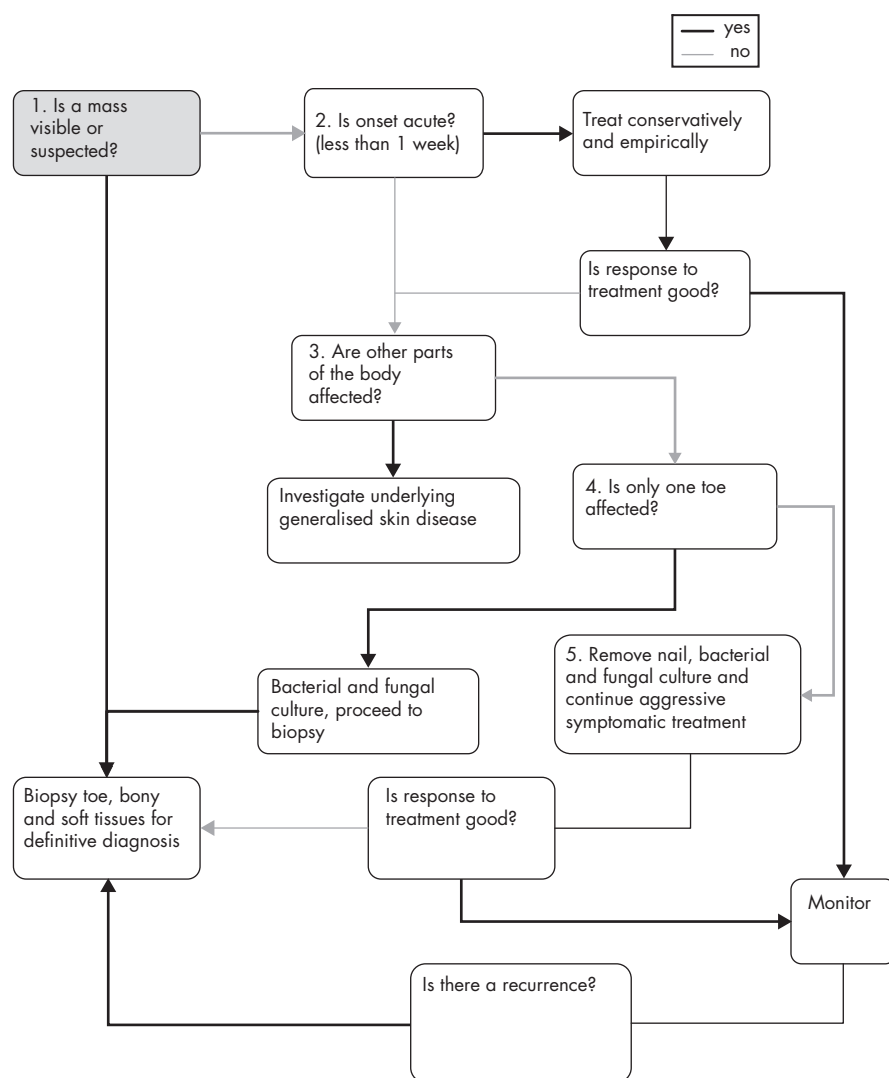 yes
no
1. Is a mass
visible or
suspected?
2. Is onset acute?
(less than 1 week)
Treat conservatively
and empirically
Is response to
treatment good?
3. Are other parts
of the body
affected?
Investigate underlying
generalised skin disease
4. Is only one toe
affected?
Bacterial and fungal
culture, proceed to
biopsy
5. Remove nail, bacterial
and fungal culture and
continue aggressive
symptomatic treatment
Biopsy toe, bony
and soft tissues for
definitive diagnosis
Is response to
treatment good?
Monitor
Is there a recurrence?